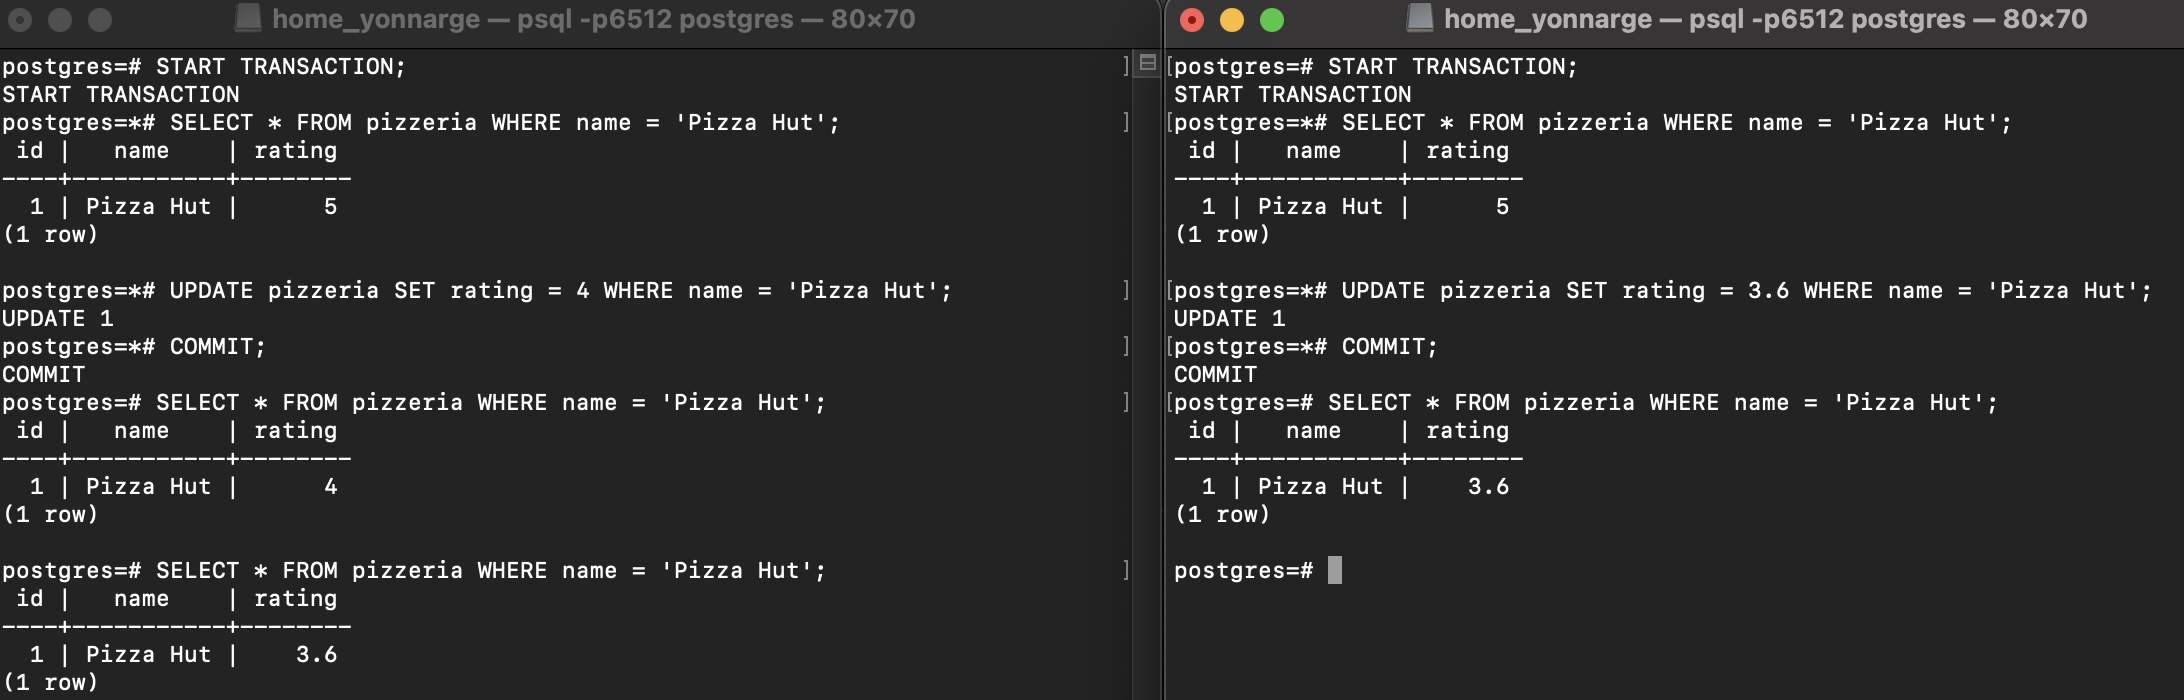 home_yonnarge — psql -p6512 postgres — 80×70
postgres=# START TRANSACTION;
START TRANSACTION
postgres=*# SELECT * FROM pizzeria WHERE name = 'Pizza Hut';
 id |   name    | rating
----+-----------+--------
  1 | Pizza Hut |      5
(1 row)

postgres=*# UPDATE pizzeria SET rating = 4 WHERE name = 'Pizza Hut';
UPDATE 1
postgres=*# COMMIT;
COMMIT
postgres=# SELECT * FROM pizzeria WHERE name = 'Pizza Hut';
 id |   name    | rating
----+-----------+--------
  1 | Pizza Hut |      4
(1 row)

postgres=# SELECT * FROM pizzeria WHERE name = 'Pizza Hut';
 id |   name    | rating
----+-----------+--------
  1 | Pizza Hut |    3.6
(1 row)

home_yonnarge — psql -p6512 postgres — 80×70
postgres=# START TRANSACTION;
START TRANSACTION
postgres=*# SELECT * FROM pizzeria WHERE name = 'Pizza Hut';
 id |   name    | rating
----+-----------+--------
  1 | Pizza Hut |      5
(1 row)

postgres=*# UPDATE pizzeria SET rating = 3.6 WHERE name = 'Pizza Hut';
UPDATE 1
postgres=*# COMMIT;
COMMIT
postgres=# SELECT * FROM pizzeria WHERE name = 'Pizza Hut';
 id |   name    | rating
----+-----------+--------
  1 | Pizza Hut |    3.6
(1 row)

postgres=#